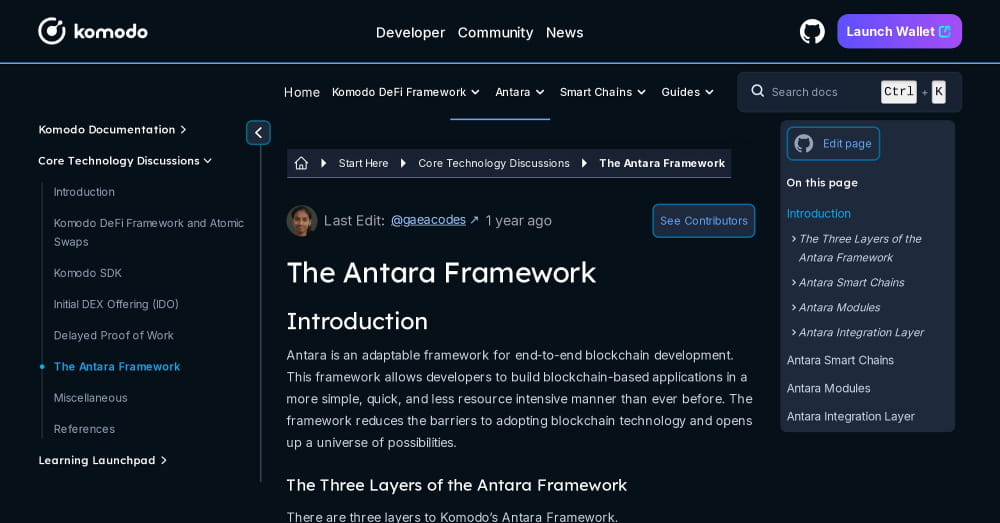 komodo
Developer Community News
Launch Wallet
Home Komodo DeFi Framework Antara Smart Chains Guides
Search docs Ctrl + K
Komodo Documentation
Core Technology Discussions
Introduction
Komodo DeFi Framework and Atomic
Swaps
Komodo SDK
Initial DEX Offering (IDO)
Delayed Proof of Work
The Antara Framework
Miscellaneous
References
Learning Launchpad
Start Here Core Technology Discussions The Antara Framework
Last Edit: @gaeacodes ↗ 1 year ago
See Contributors
The Antara Framework
Introduction
Antara is an adaptable framework for end-to-end blockchain development.
This framework allows developers to build blockchain-based applications in a
more simple, quick, and less resource intensive manner than ever before. The
framework reduces the barriers to adopting blockchain technology and opens
up a universe of possibilities.
The Three Layers of the Antara Framework
There are three layers to Komodo's Antara Framework.
Edit page
On this page
Introduction
The Three Layers of the
Antara Framework
Antara Smart Chains
Antara Modules
Antara Integration Layer
Antara Smart Chains
Antara Modules
Antara Integration Layer